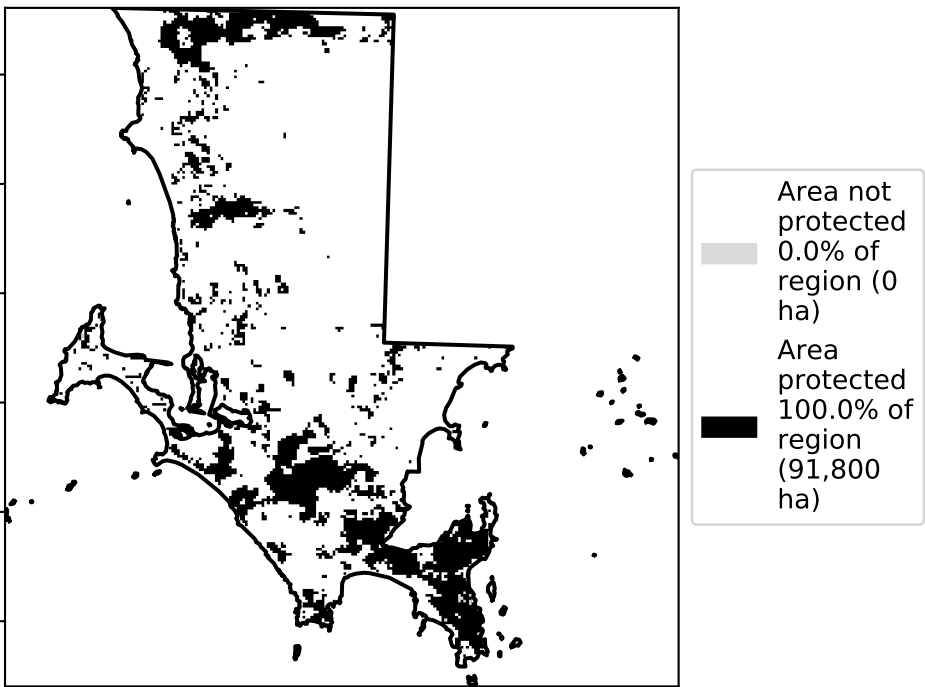 Area not
protected
0.0% of
region (0
ha)
Area
protected
100.0% of
region
(91,800
ha)